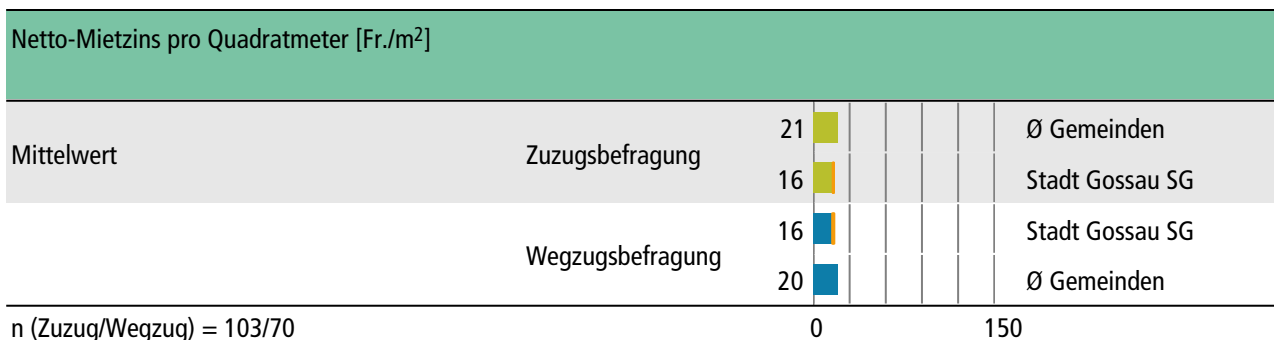 Netto-Mietzins pro Quadratmeter [Fr./m²]
Mittelwert
Zuzugsbefragung
21 Ø Gemeinden
16 Stadt Gossau SG
Wegzugsbefragung
16 Stadt Gossau SG
20 Ø Gemeinden
n (Zuzug/Wegzug) = 103/70
0 150